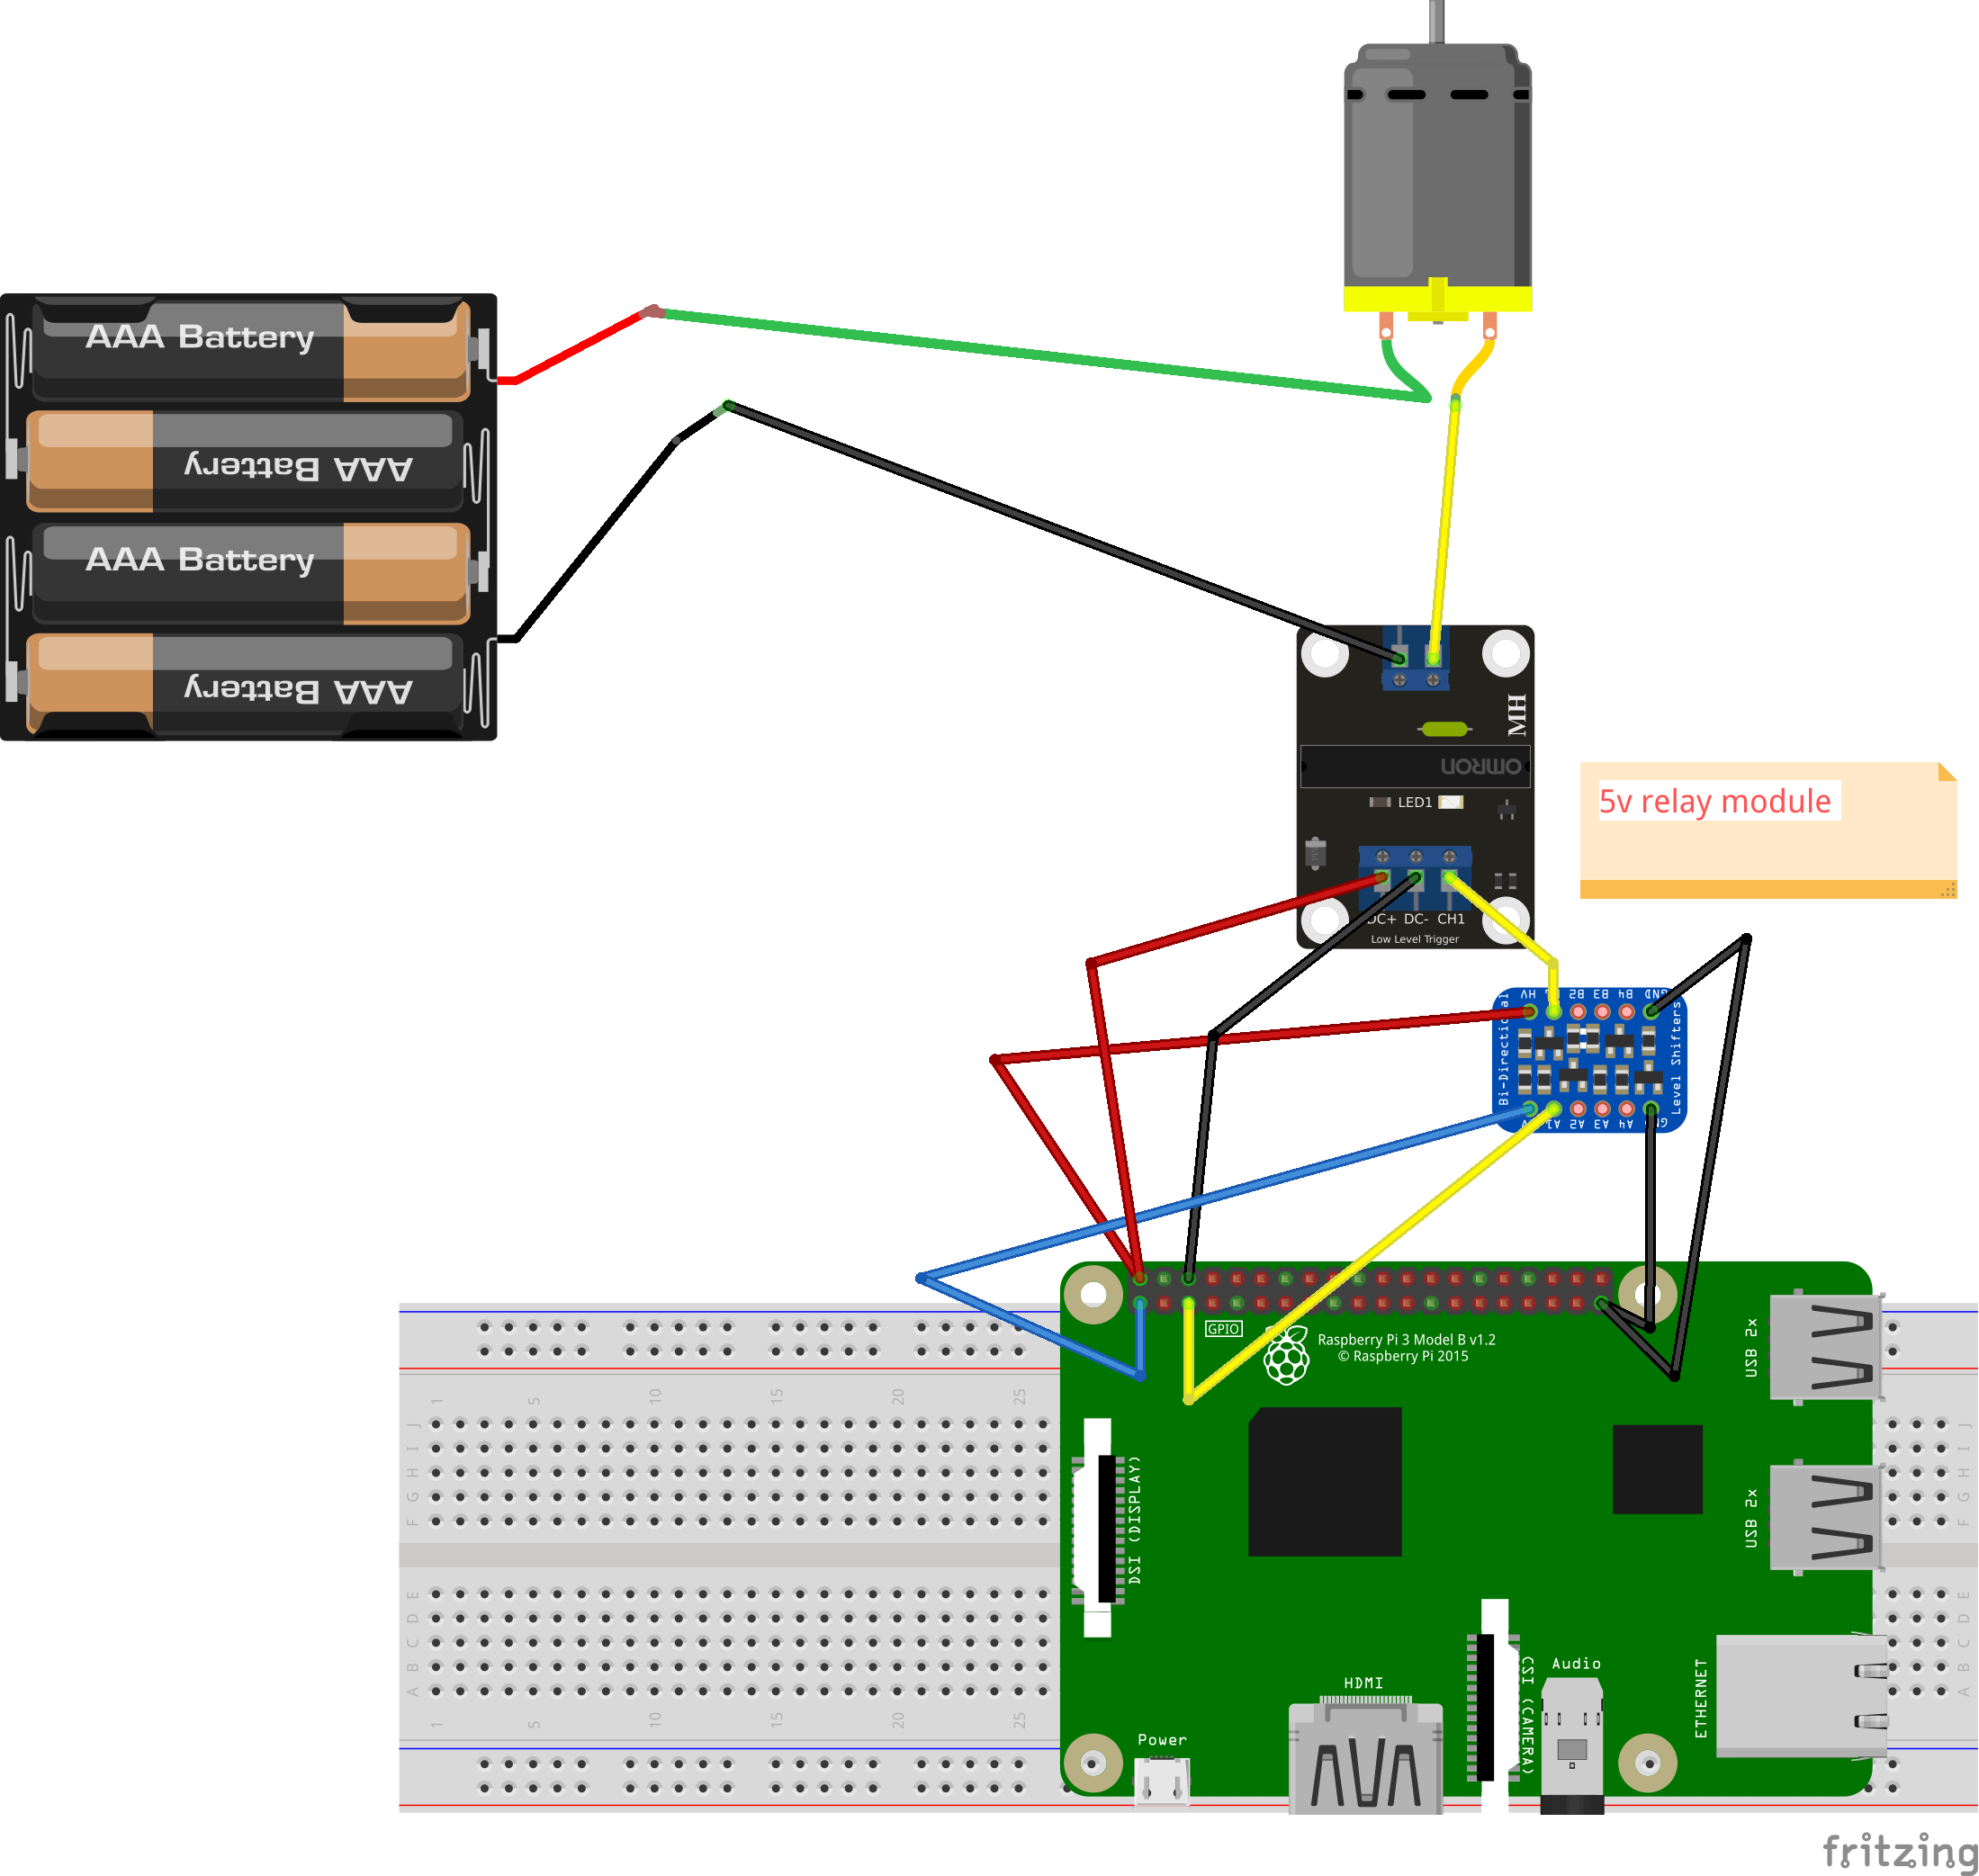 AAA Battery
AAA Battery
AAA Battery
AAA Battery
MH
OMRON
LED1
5v relay module
DC+ DC- CH1
Low Level Trigger
HV B2 B3 B4 GND
Bi-Directional
Level Shifters
A1 A2 A3 A4 GND
GPIO
Raspberry Pi 3 Model B v1.2
© Raspberry Pi 2015
USB 2x
USB 2x
1 5 10 15 20 25
J
I
H
G
F
E
D
C
B
A
1 5 10 15 20 25
J
I
H
G
F
E
D
C
B
A
DSI (DISPLAY)
CSI (CAMERA)
Audio
HDMI
ETHERNET
Power
fritzing